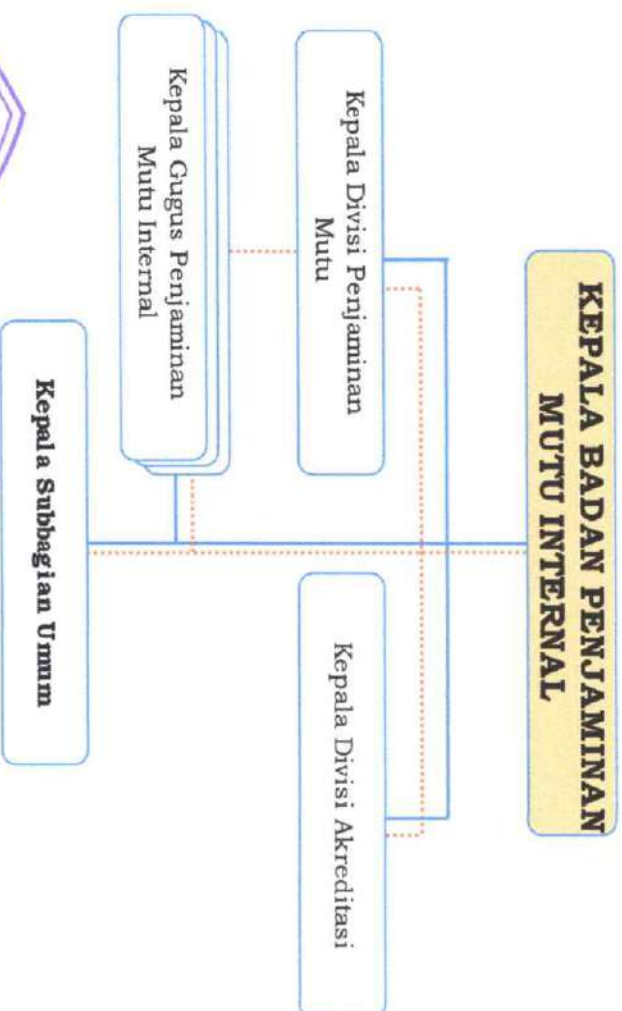 KEPALA BADAN PENJAMINAN
MUTU INTERNAL
Kepala Divisi Penjaminan
Mutu
Kepala Divisi Akreditasi
Kepala Gugus Penjaminan
Mutu Internal
Kepala Subbagian Umum